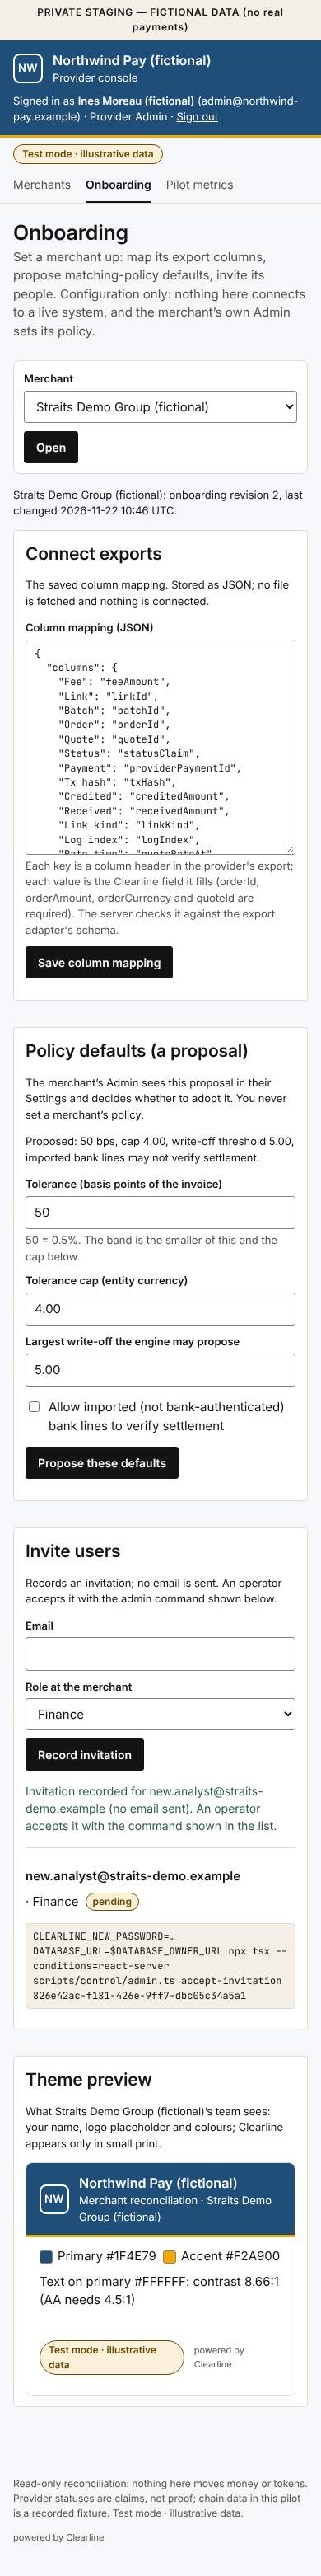 PRIVATE STAGING — FICTIONAL DATA (no real
payments)
NW
Northwind Pay (fictional)
Provider console
Signed in as Ines Moreau (fictional) (admin@northwind-
pay.example) · Provider Admin · Sign out
Test mode · illustrative data
Merchants Onboarding Pilot metrics
Onboarding
Set a merchant up: map its export columns,
propose matching-policy defaults, invite its
people. Configuration only: nothing here connects
to a live system, and the merchant's own Admin
sets its policy.
Merchant
Straits Demo Group (fictional)
Open
Straits Demo Group (fictional): onboarding revision 2, last
changed 2026-11-22 10:46 UTC.
Connect exports
The saved column mapping. Stored as JSON; no file
is fetched and nothing is connected.
Column mapping (JSON)
{
"columns": {
"Fee": "feeAmount",
"Link": "linkId",
"Batch": "batchId",
"Order": "orderId",
"Quote": "quoteId",
"Status": "statusClaim",
"Payment": "providerPaymentId",
"Tx hash": "txHash",
"Credited": "creditedAmount",
"Received": "receivedAmount",
"Link kind": "linkKind",
"Log index": "logIndex",
Each key is a column header in the provider's export;
each value is the Clearline field it fills (orderId,
orderAmount, orderCurrency and quoteId are
required). The server checks it against the export
adapter's schema.
Save column mapping
Policy defaults (a proposal)
The merchant's Admin sees this proposal in their
Settings and decides whether to adopt it. You never
set a merchant's policy.
Proposed: 50 bps, cap 4.00, write-off threshold 5.00,
imported bank lines may not verify settlement.
Tolerance (basis points of the invoice)
50
50 = 0.5%. The band is the smaller of this and the
cap below.
Tolerance cap (entity currency)
4.00
Largest write-off the engine may propose
5.00
Allow imported (not bank-authenticated)
bank lines to verify settlement
Propose these defaults
Invite users
Records an invitation; no email is sent. An operator
accepts it with the admin command shown below.
Email
Role at the merchant
Finance
Record invitation
Invitation recorded for new.analyst@straits-
demo.example (no email sent). An operator
accepts it with the command shown in the list.
new.analyst@straits-demo.example
· Finance pending
CLEARLINE_NEW_PASSWORD=…
DATABASE_URL=$DATABASE_OWNER_URL npx tsx --
conditions=react-server
scripts/control/admin.ts accept-invitation
826e42ac-f181-426e-9ff7-dbc05c34a5a1
Theme preview
What Straits Demo Group (fictional)'s team sees:
your name, logo placeholder and colours; Clearline
appears only in small print.
NW
Northwind Pay (fictional)
Merchant reconciliation · Straits Demo
Group (fictional)
Primary #1F4E79 Accent #F2A900
Text on primary #FFFFFF: contrast 8.66:1
(AA needs 4.5:1)
Test mode · illustrative
data
powered by
Clearline
Read-only reconciliation: nothing here moves money or tokens.
Provider statuses are claims, not proof; chain data in this pilot
is a recorded fixture. Test mode · illustrative data.
powered by Clearline